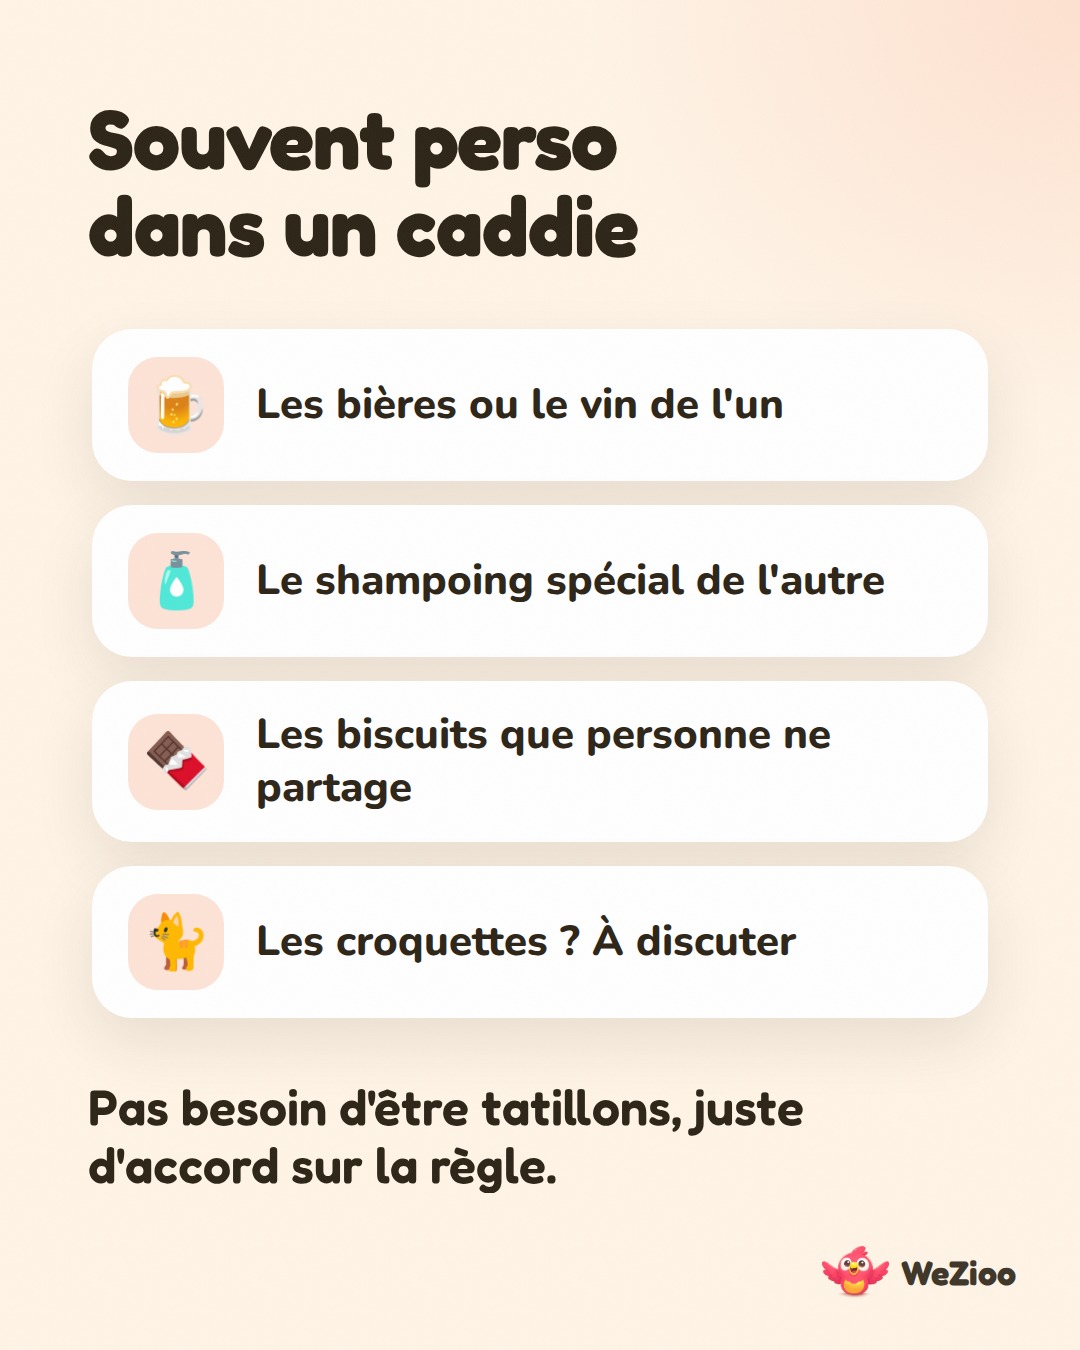 Souvent perso
dans un caddie
Les bières ou le vin de l'un
Le shampoing spécial de l'autre
Les biscuits que personne ne
partage
Les croquettes ? À discuter
Pas besoin d'être tatillons, juste
d'accord sur la règle.
WeZioo